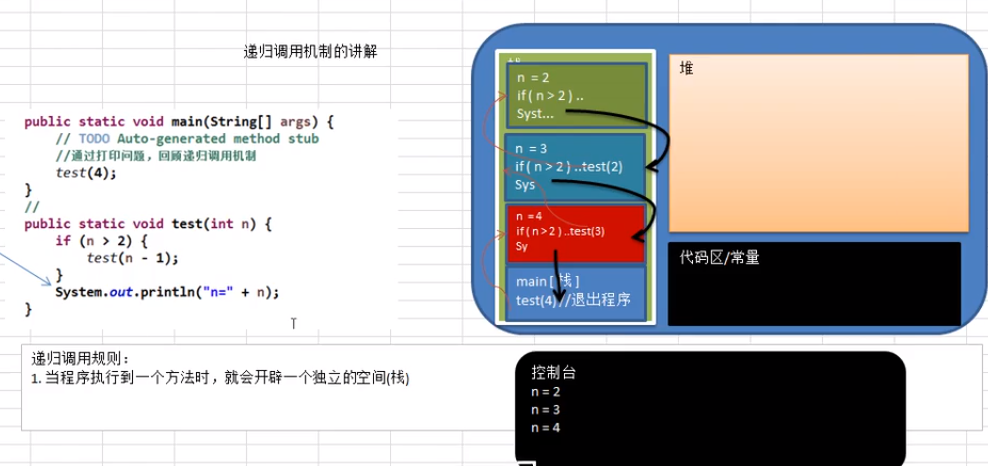 递归调用机制的讲解
public static void main(String[] args) {
// TODO Auto-generated method stub
//通过打印问题，回顾递归调用机制
test(4);
}
//
public static void test(int n) {
if (n > 2) {
test(n - 1);
}
System.out.println("n=" + n);
}
n = 2
if ( n > 2 ) ..
Syst...
n = 3
if ( n > 2 ) ..test(2)
Sys
n = 4
if ( n > 2 ) ..test(3)
Sy
main [ 栈 ]
test(4) //退出程序
堆
代码区/常量
递归调用规则：
1. 当程序执行到一个方法时，就会开辟一个独立的空间(栈)
控制台
n = 2
n = 3
n = 4